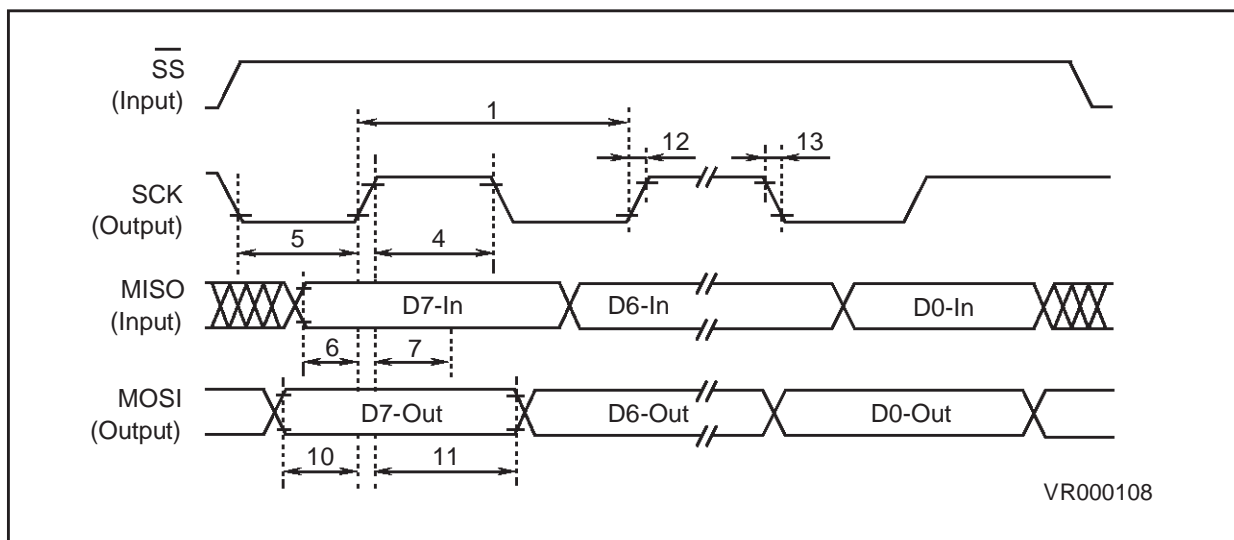 SS
(Input)
1
12
13
SCK
(Output)
5
4
MISO
(Input)
D7-In
D6-In
D0-In
6
7
MOSI
(Output)
D7-Out
D6-Out
D0-Out
10
11
VR000108